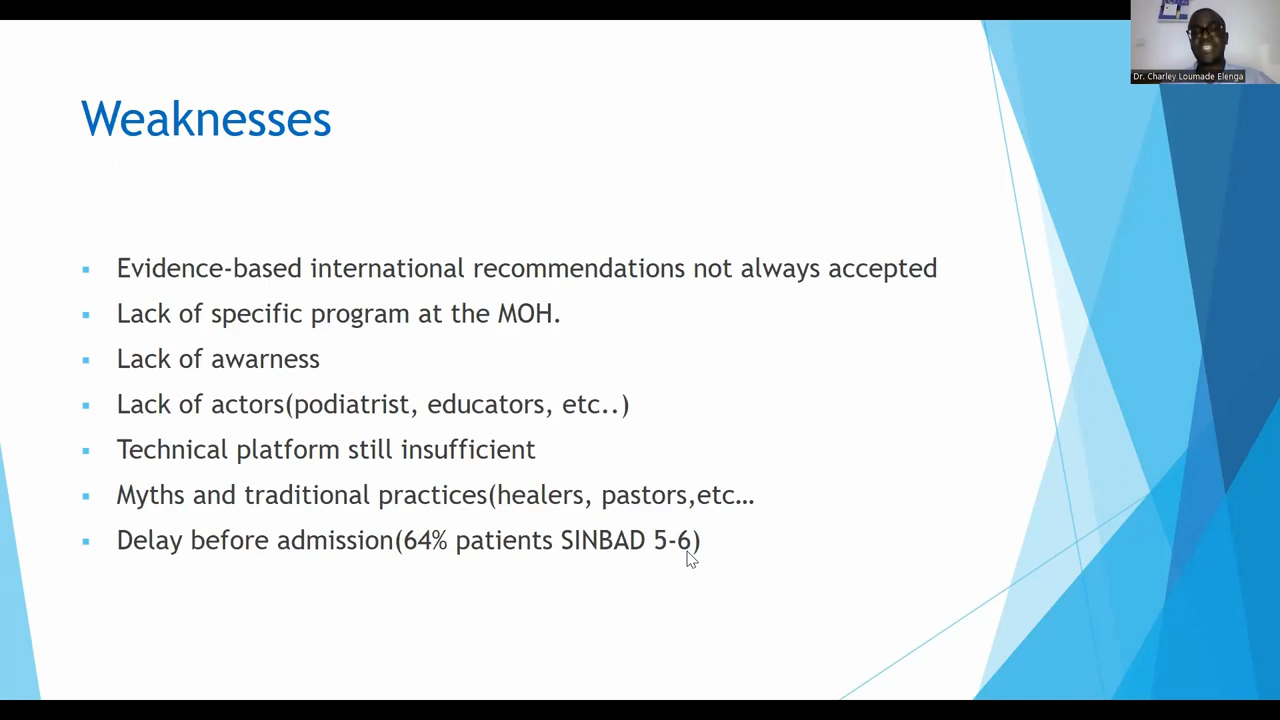 Weaknesses
Evidence-based international recommendations not always accepted
Lack of specific program at the MOH.
Lack of awarness
Lack of actors(podiatrist, educators, etc..)
Technical platform still insufficient
Myths and traditional practices(healers, pastors,etc…
Delay before admission(64% patients SINBAD 5-6)
Dr. Charley Loumade Elenga